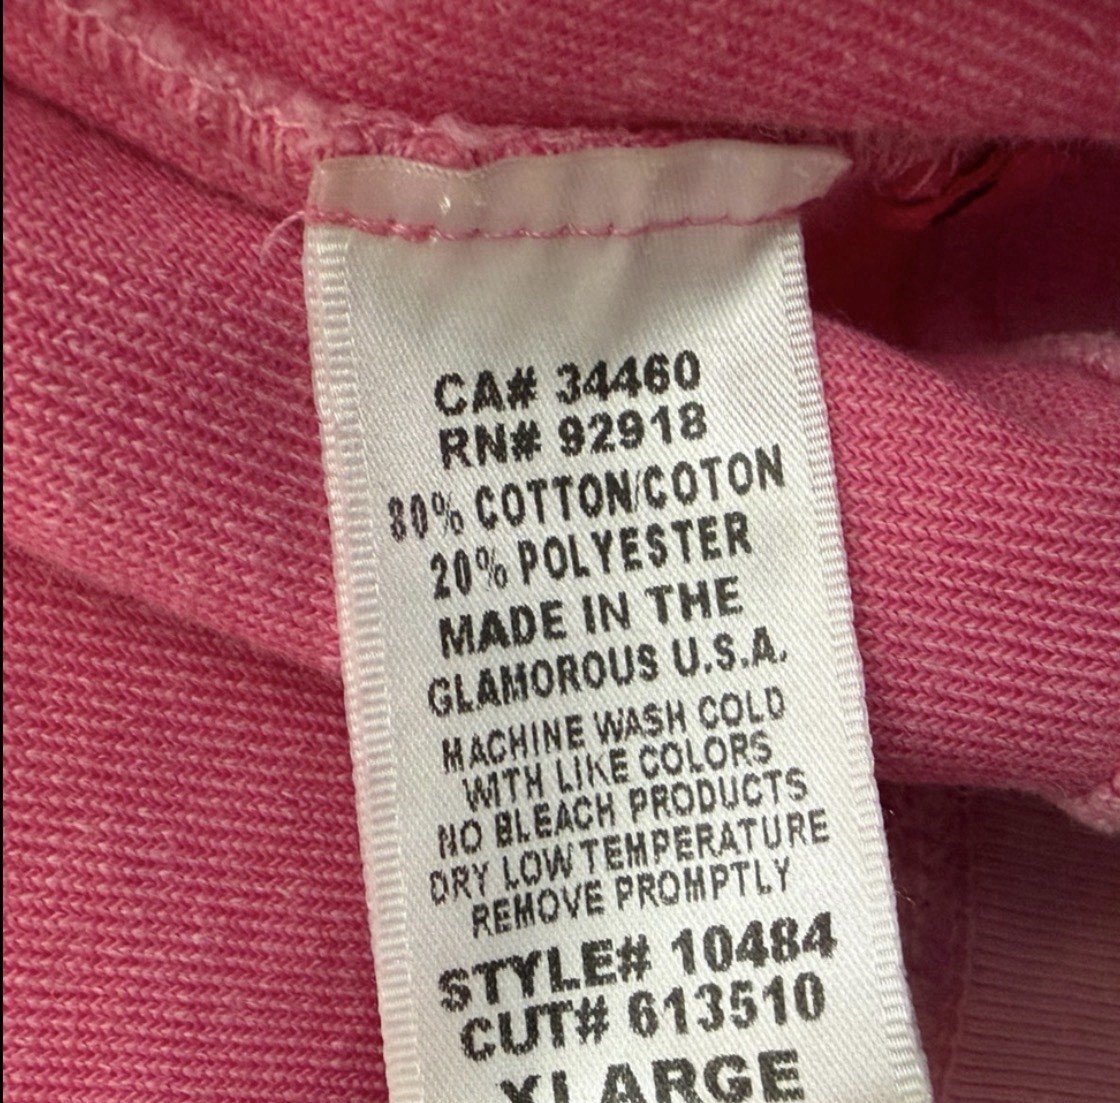 CA# 34460
RN# 92918
80% COTTON/COTON
20% POLYESTER
MADE IN THE
GLAMOROUS U.S.A.
MACHINE WASH COLD
WITH LIKE COLORS
NO BLEACH PRODUCTS
DRY LOW TEMPERATURE
REMOVE PROMPTLY
STYLE# 10484
CUT# 613510
XLARGE